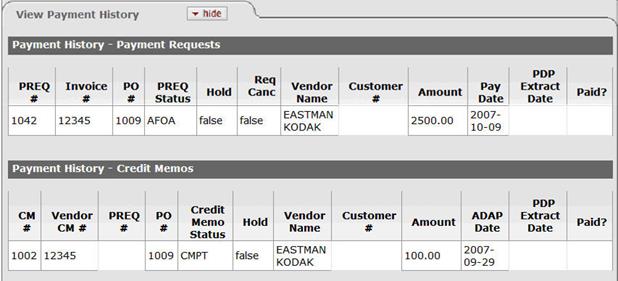 View Payment History hide
Payment History - Payment Requests
PREQ # Invoice # PO # PREQ Status Hold Req Canc Vendor Name Customer # Amount Pay Date PDP Extract Date Paid?
1042 12345 1009 AFOA false false EASTMAN KODAK 2500.00 2007-10-09
Payment History - Credit Memos
CM # Vendor CM # PREQ # PO # Credit Memo Status Hold Vendor Name Customer # Amount ADAP Date PDP Extract Date Paid?
1002 12345 1009 CMPT false EASTMAN KODAK 100.00 2007-09-29